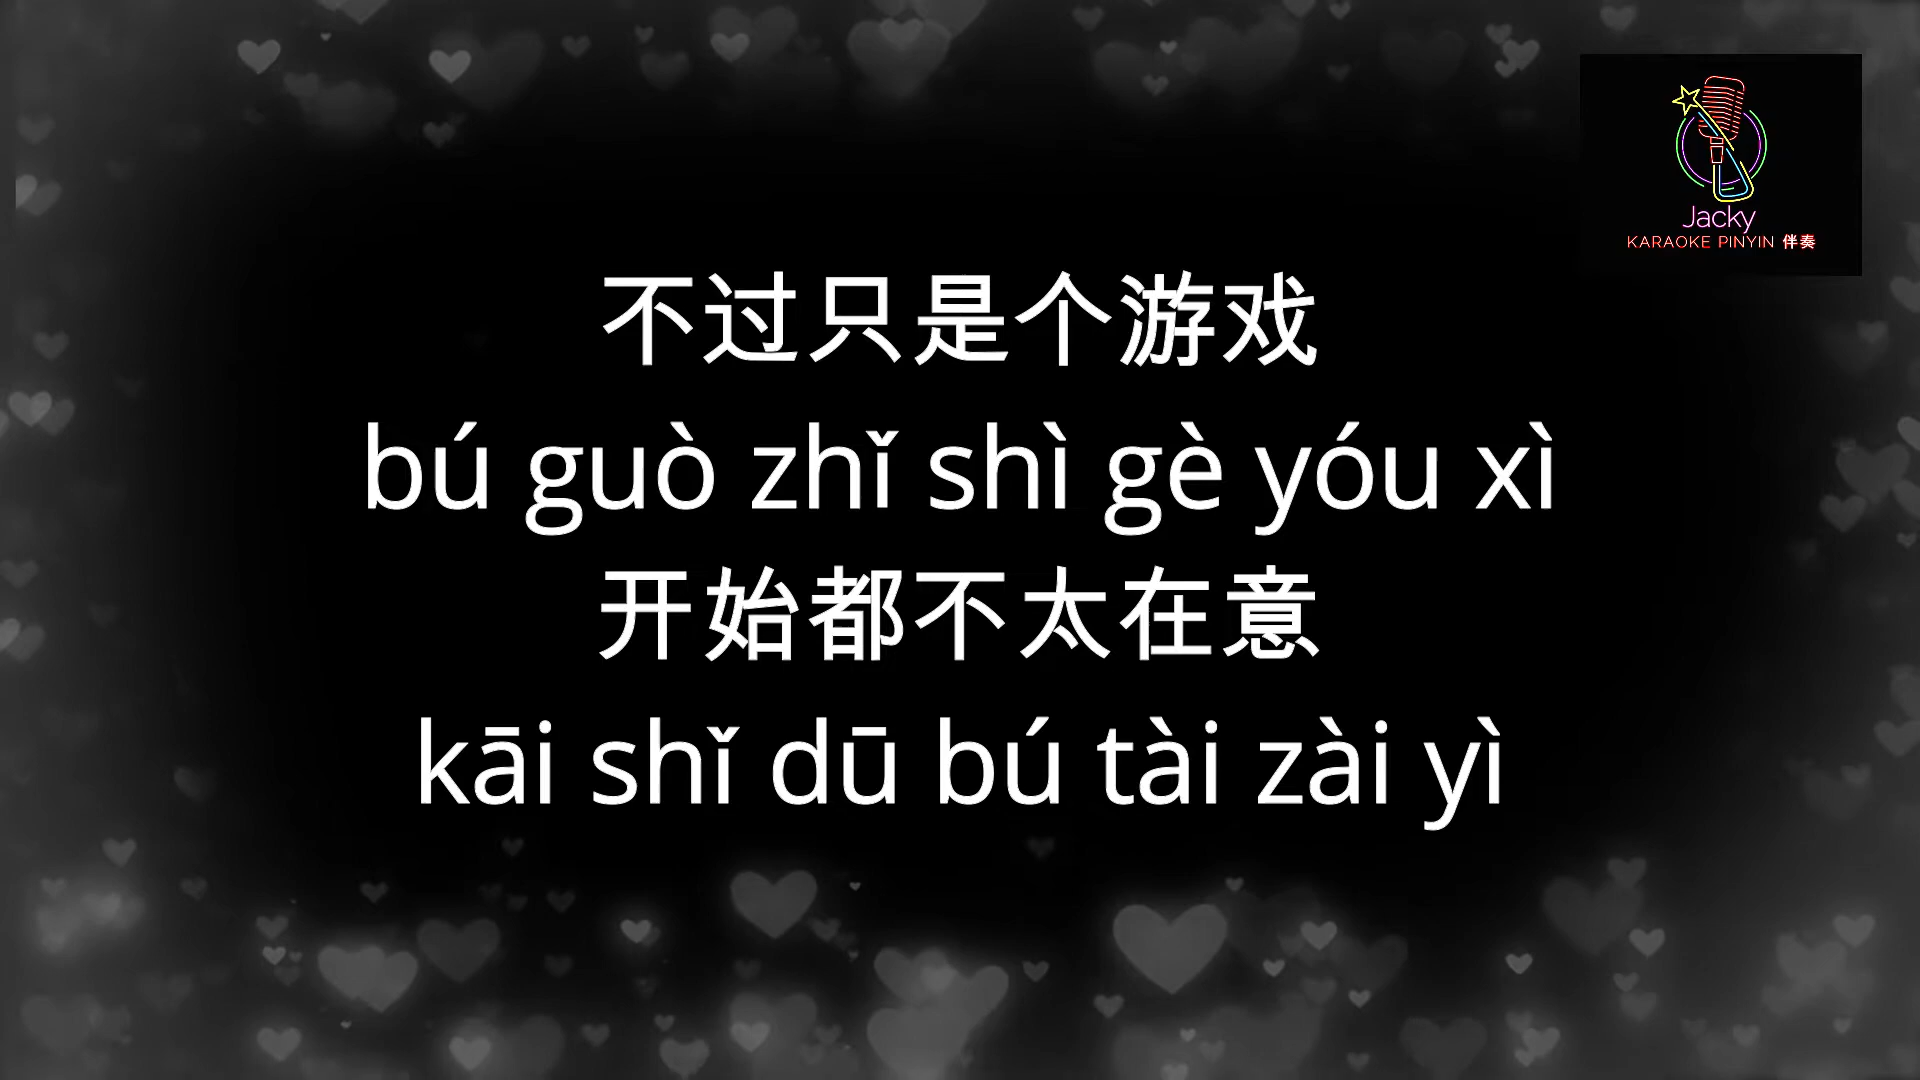 Jacky
KARAOKE PINYIN 伴奏
不过只是个游戏
bú guò zhǐ shì gè yóu xì
开始都不太在意
kāi shǐ dū bú tài zài yì